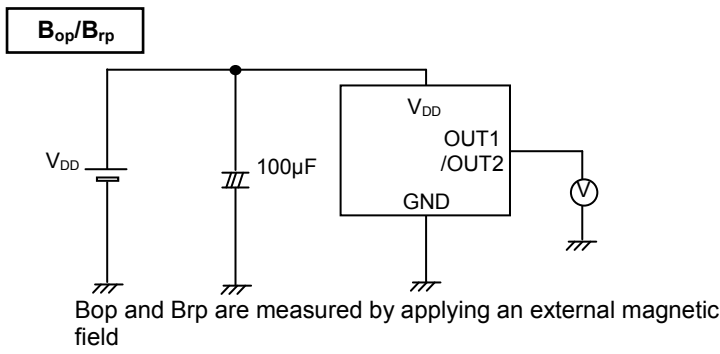 Bop/Brp
VDD
100µF
VDD
OUT1
/OUT2
GND
V
Bop and Brp are measured by applying an external magnetic
field